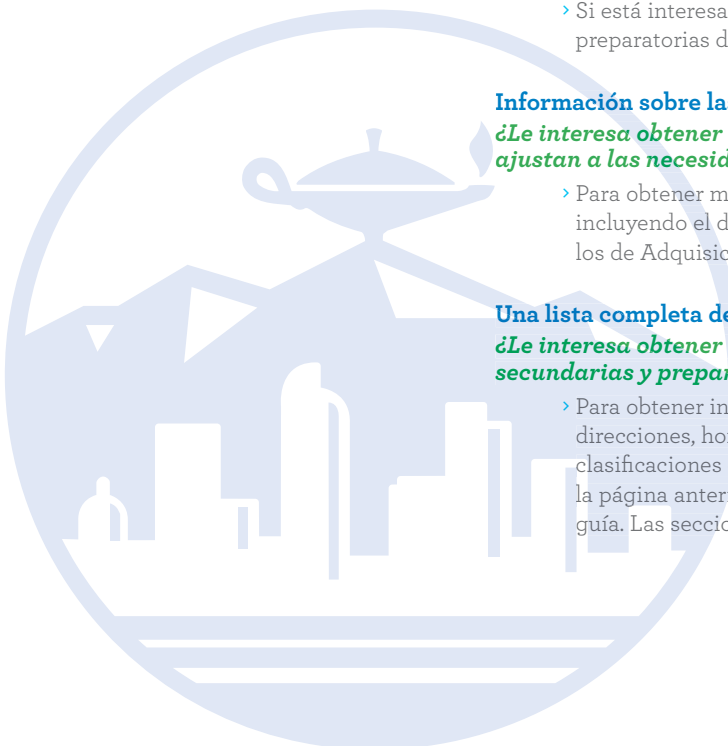 › Si está interesa
preparatorias d
Información sobre la
¿Le interesa obtener
ajustan a las necesid
› Para obtener m
incluyendo el d
los de Adquisic
Una lista completa de
¿Le interesa obtener
secundarias y prepar
› Para obtener in
direcciones, hor
clasificaciones
la página anter
guía. Las seccio